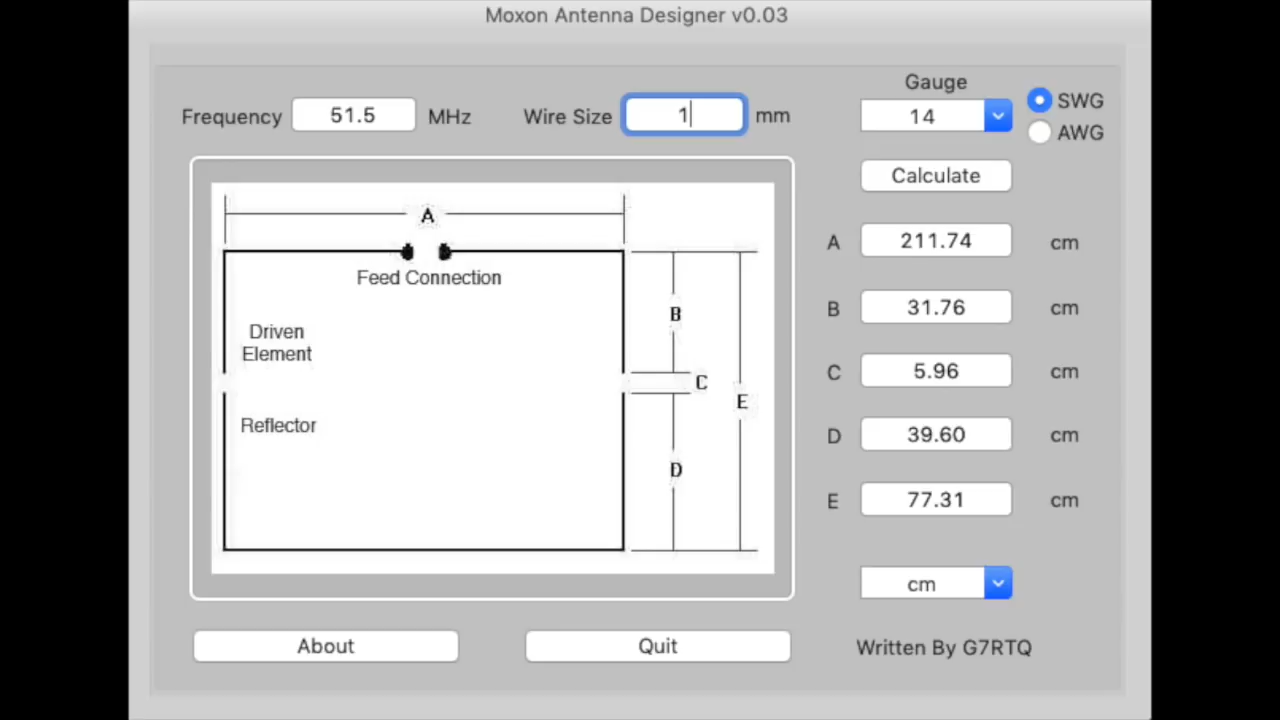 Moxon Antenna Designer v0.03
Frequency 51.5 MHz Wire Size 1 mm
Gauge
14
SWG
AWG
Calculate
A
Feed Connection
Driven
Element
Reflector
B
C
D
E
A 211.74 cm
B 31.76 cm
C 5.96 cm
D 39.60 cm
E 77.31 cm
cm
About
Quit
Written By G7RTQ